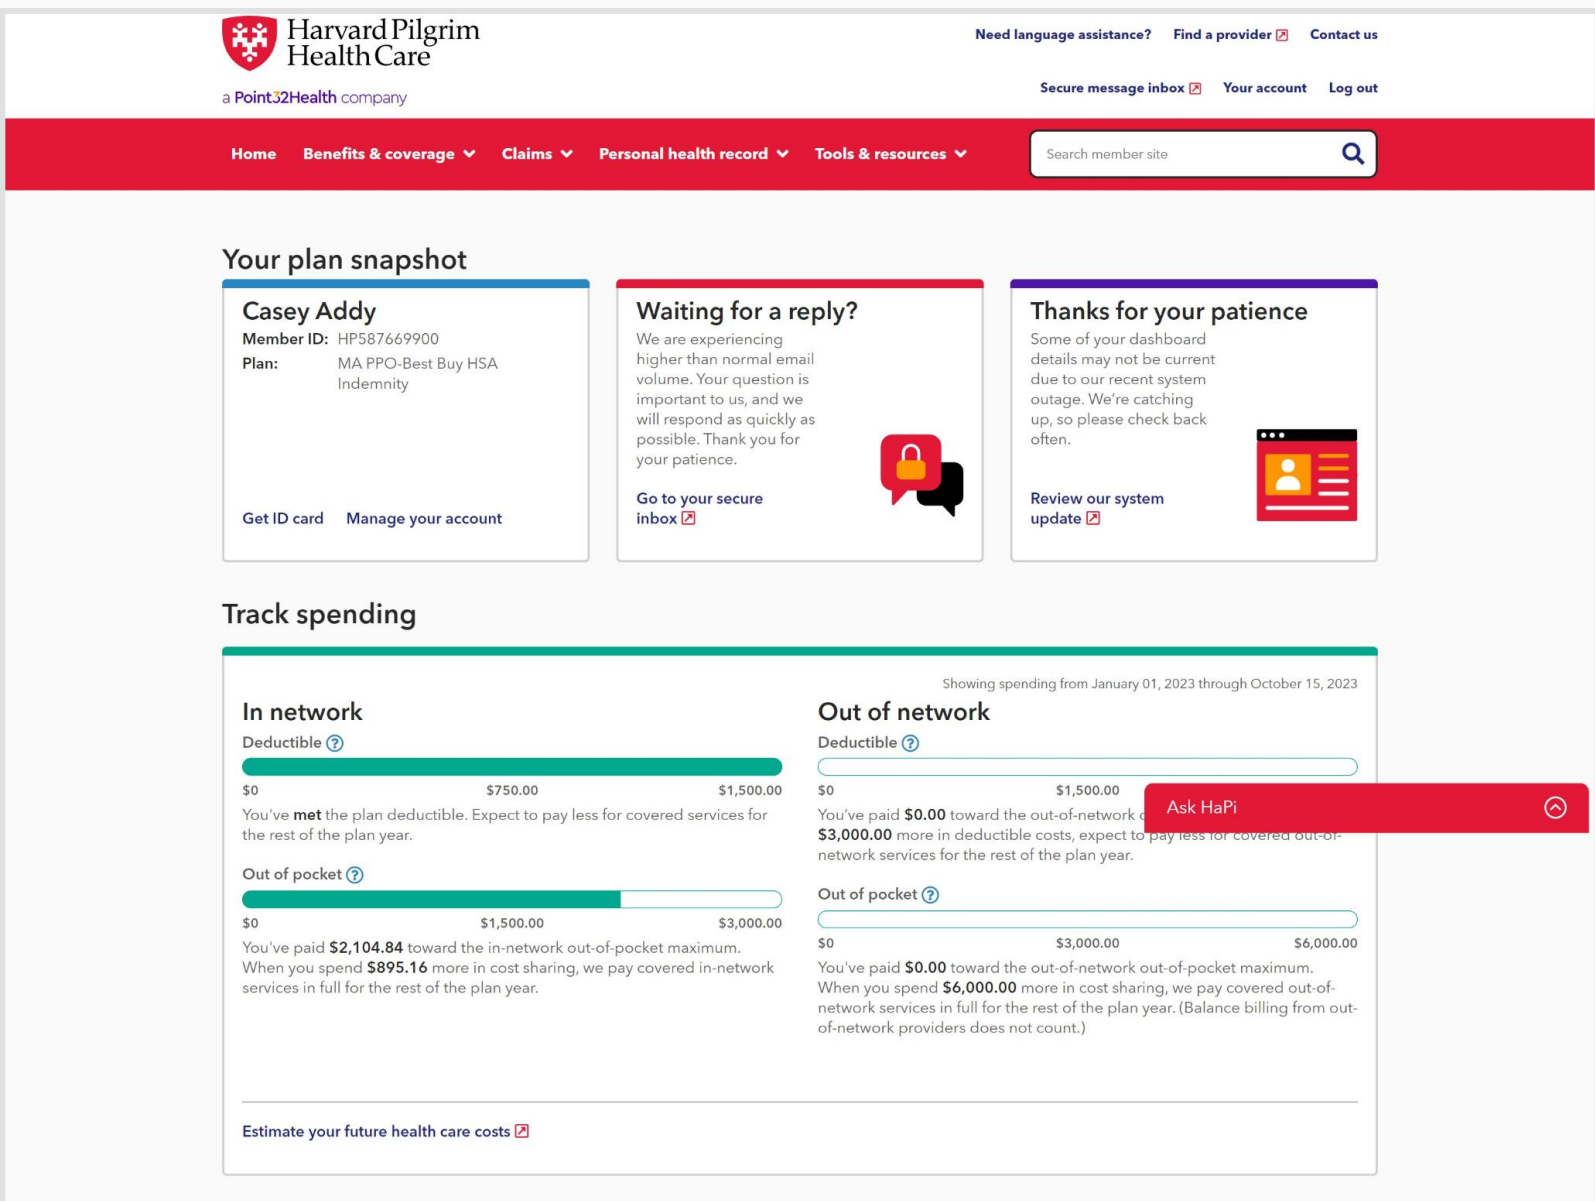 Harvard Pilgrim
Health Care
a Point32Health company
Need language assistance? Find a provider Contact us
Secure message inbox Your account Log out
Home Benefits & coverage Claims Personal health record Tools & resources Search member site
Your plan snapshot
Casey Addy
Member ID: HP587669900
Plan: MA PPO-Best Buy HSA
Indemnity
Get ID card Manage your account
Waiting for a reply?
We are experiencing
higher than normal email
volume. Your question is
important to us, and we
will respond as quickly as
possible. Thank you for
your patience.
Go to your secure
inbox
Thanks for your patience
Some of your dashboard
details may not be current
due to our recent system
outage. We're catching
up, so please check back
often.
Review our system
update
Track spending
Showing spending from January 01, 2023 through October 15, 2023
In network
Deductible
$0 $750.00 $1,500.00
You've met the plan deductible. Expect to pay less for covered services for
the rest of the plan year.
Out of pocket
$0 $1,500.00 $3,000.00
You've paid $2,104.84 toward the in-network out-of-pocket maximum.
When you spend $895.16 more in cost sharing, we pay covered in-network
services in full for the rest of the plan year.
Out of network
Deductible
$0 $1,500.00
You've paid $0.00 toward the out-of-network
$3,000.00 more in deductible costs, expect to pay less for covered out-of-
network services for the rest of the plan year.
Out of pocket
$0 $3,000.00 $6,000.00
You've paid $0.00 toward the out-of-network out-of-pocket maximum.
When you spend $6,000.00 more in cost sharing, we pay covered out-of-
network services in full for the rest of the plan year. (Balance billing from out-
of-network providers does not count.)
Ask HaPi
Estimate your future health care costs